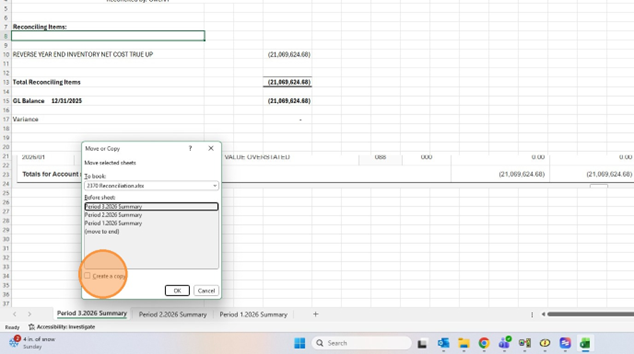 Reconciled by:
Reconciling Items:
REVERSE YEAR END INVENTORY NET COST TRUE UP (21,069,624.68)
Total Reconciling Items (21,069,624.68)
GL Balance 12/31/2025 (21,069,624.68)
Variance -
2026/01 VALUE OVERSTATED 088 000 0.00 0.00
Totals for Account (21,069,624.68) (21,069,624.68)
Move or Copy ? ×
Move selected sheets
To book:
2370 Reconciliation.xlsx
Before sheet:
Period 3.2026 Summary
Period 2.2026 Summary
Period 1.2026 Summary
(move to end)
Create a copy
OK Cancel
Period 3.2026 Summary Period 2.2026 Summary Period 1.2026 Summary +
Ready Accessibility: Investigate
4 in. of snow
Sunday
Search